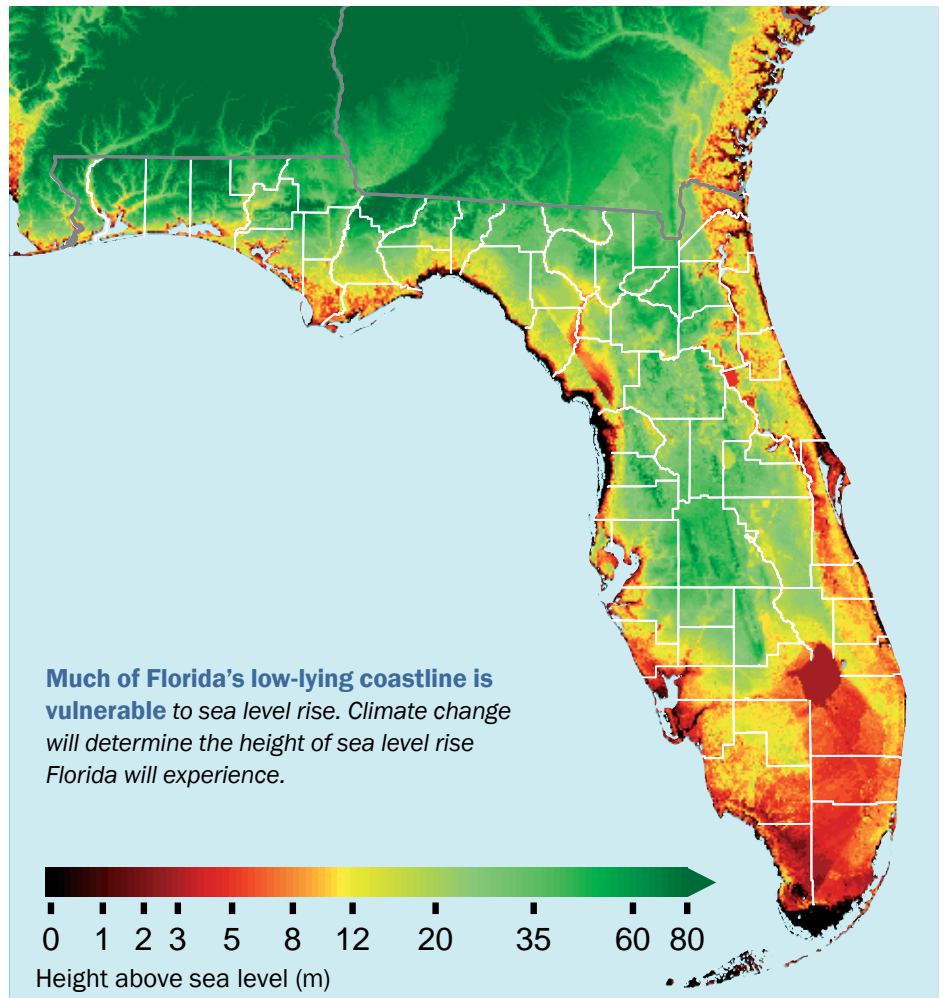 Much of Florida’s low-lying coastline is
vulnerable to sea level rise. Climate change
will determine the height of sea level rise
Florida will experience.
0 1 2 3 5 8 12 20 35 60 80
Height above sea level (m)